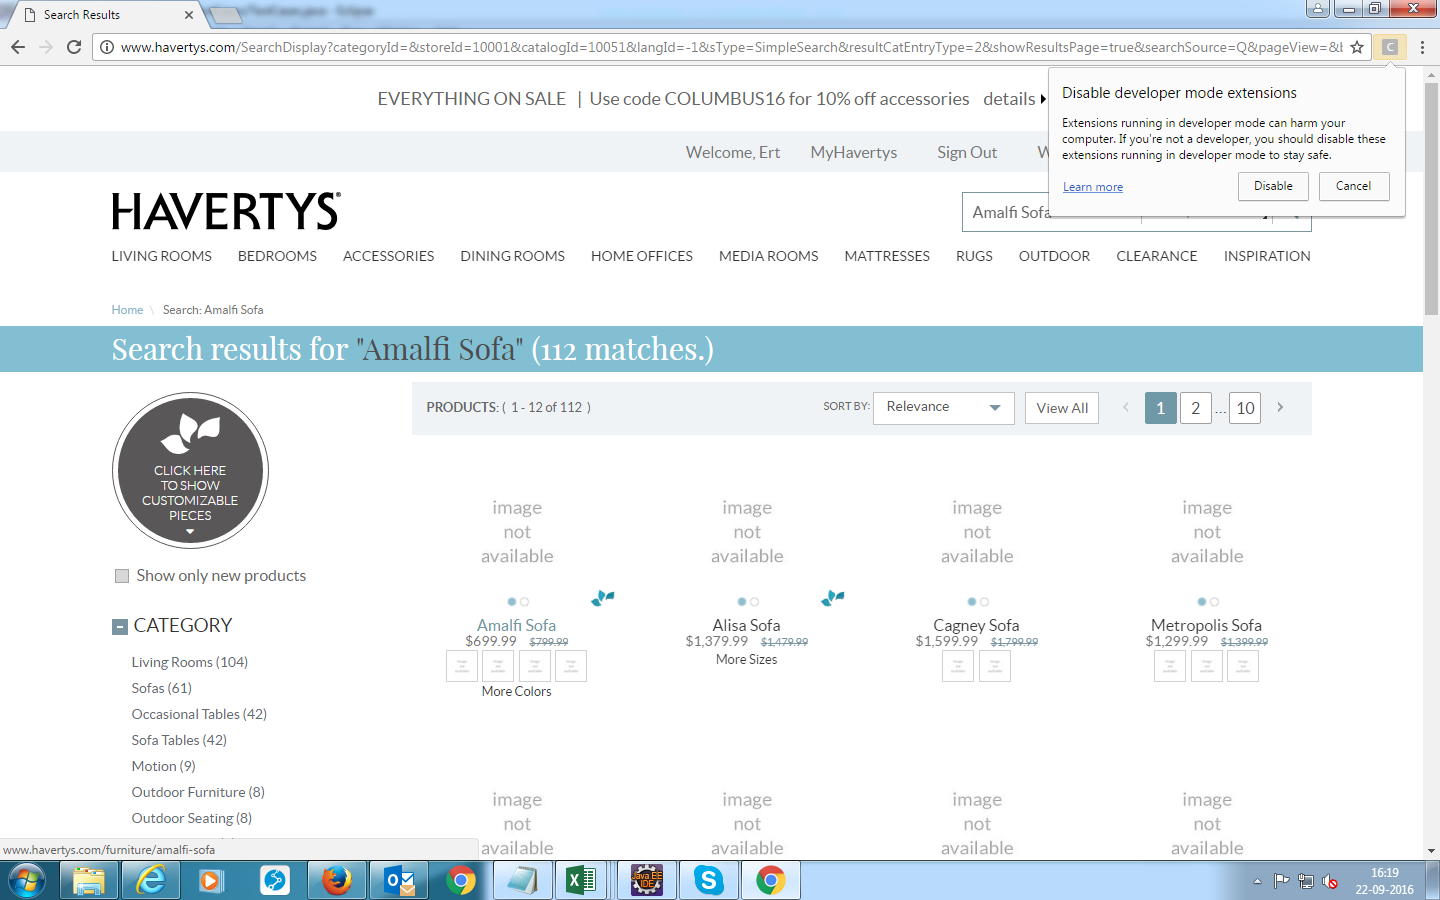 Search Results
www.havertys.com/SearchDisplay?categoryId=&storeId=10001&catalogId=10051&langId=-1&sType=SimpleSearch&resultCatEntryType=2&showResultsPage=true&searchSource=Q&pageView=&b
C
EVERYTHING ON SALE | Use code COLUMBUS16 for 10% off accessories details
Disable developer mode extensions
Extensions running in developer mode can harm your
computer. If you're not a developer, you should disable these
extensions running in developer mode to stay safe.
Learn more Disable Cancel
Welcome, Ert MyHavertys Sign Out W
HAVERTYS®
Amalfi Sofa
LIVING ROOMS BEDROOMS ACCESSORIES DINING ROOMS HOME OFFICES MEDIA ROOMS MATTRESSES RUGS OUTDOOR CLEARANCE INSPIRATION
Home \ Search: Amalfi Sofa
Search results for "Amalfi Sofa" (112 matches.)
CLICK HERE
TO SHOW
CUSTOMIZABLE
PIECES
Show only new products
CATEGORY
Living Rooms (104)
Sofas (61)
Occasional Tables (42)
Sofa Tables (42)
Motion (9)
Outdoor Furniture (8)
Outdoor Seating (8)
PRODUCTS: ( 1 - 12 of 112 ) SORT BY: Relevance View All < 1 2 ... 10 >
image not available
image not available
image not available
image not available
Amalfi Sofa
$699.99 $799.99
More Colors
Alisa Sofa
$1,379.99 $1,479.99
More Sizes
Cagney Sofa
$1,599.99 $1,799.99
Metropolis Sofa
$1,299.99 $1,399.99
image not available
image not available
image not available
image not available
www.havertys.com/furniture/amalfi-sofa
Java EE
IDE
16:19
22-09-2016